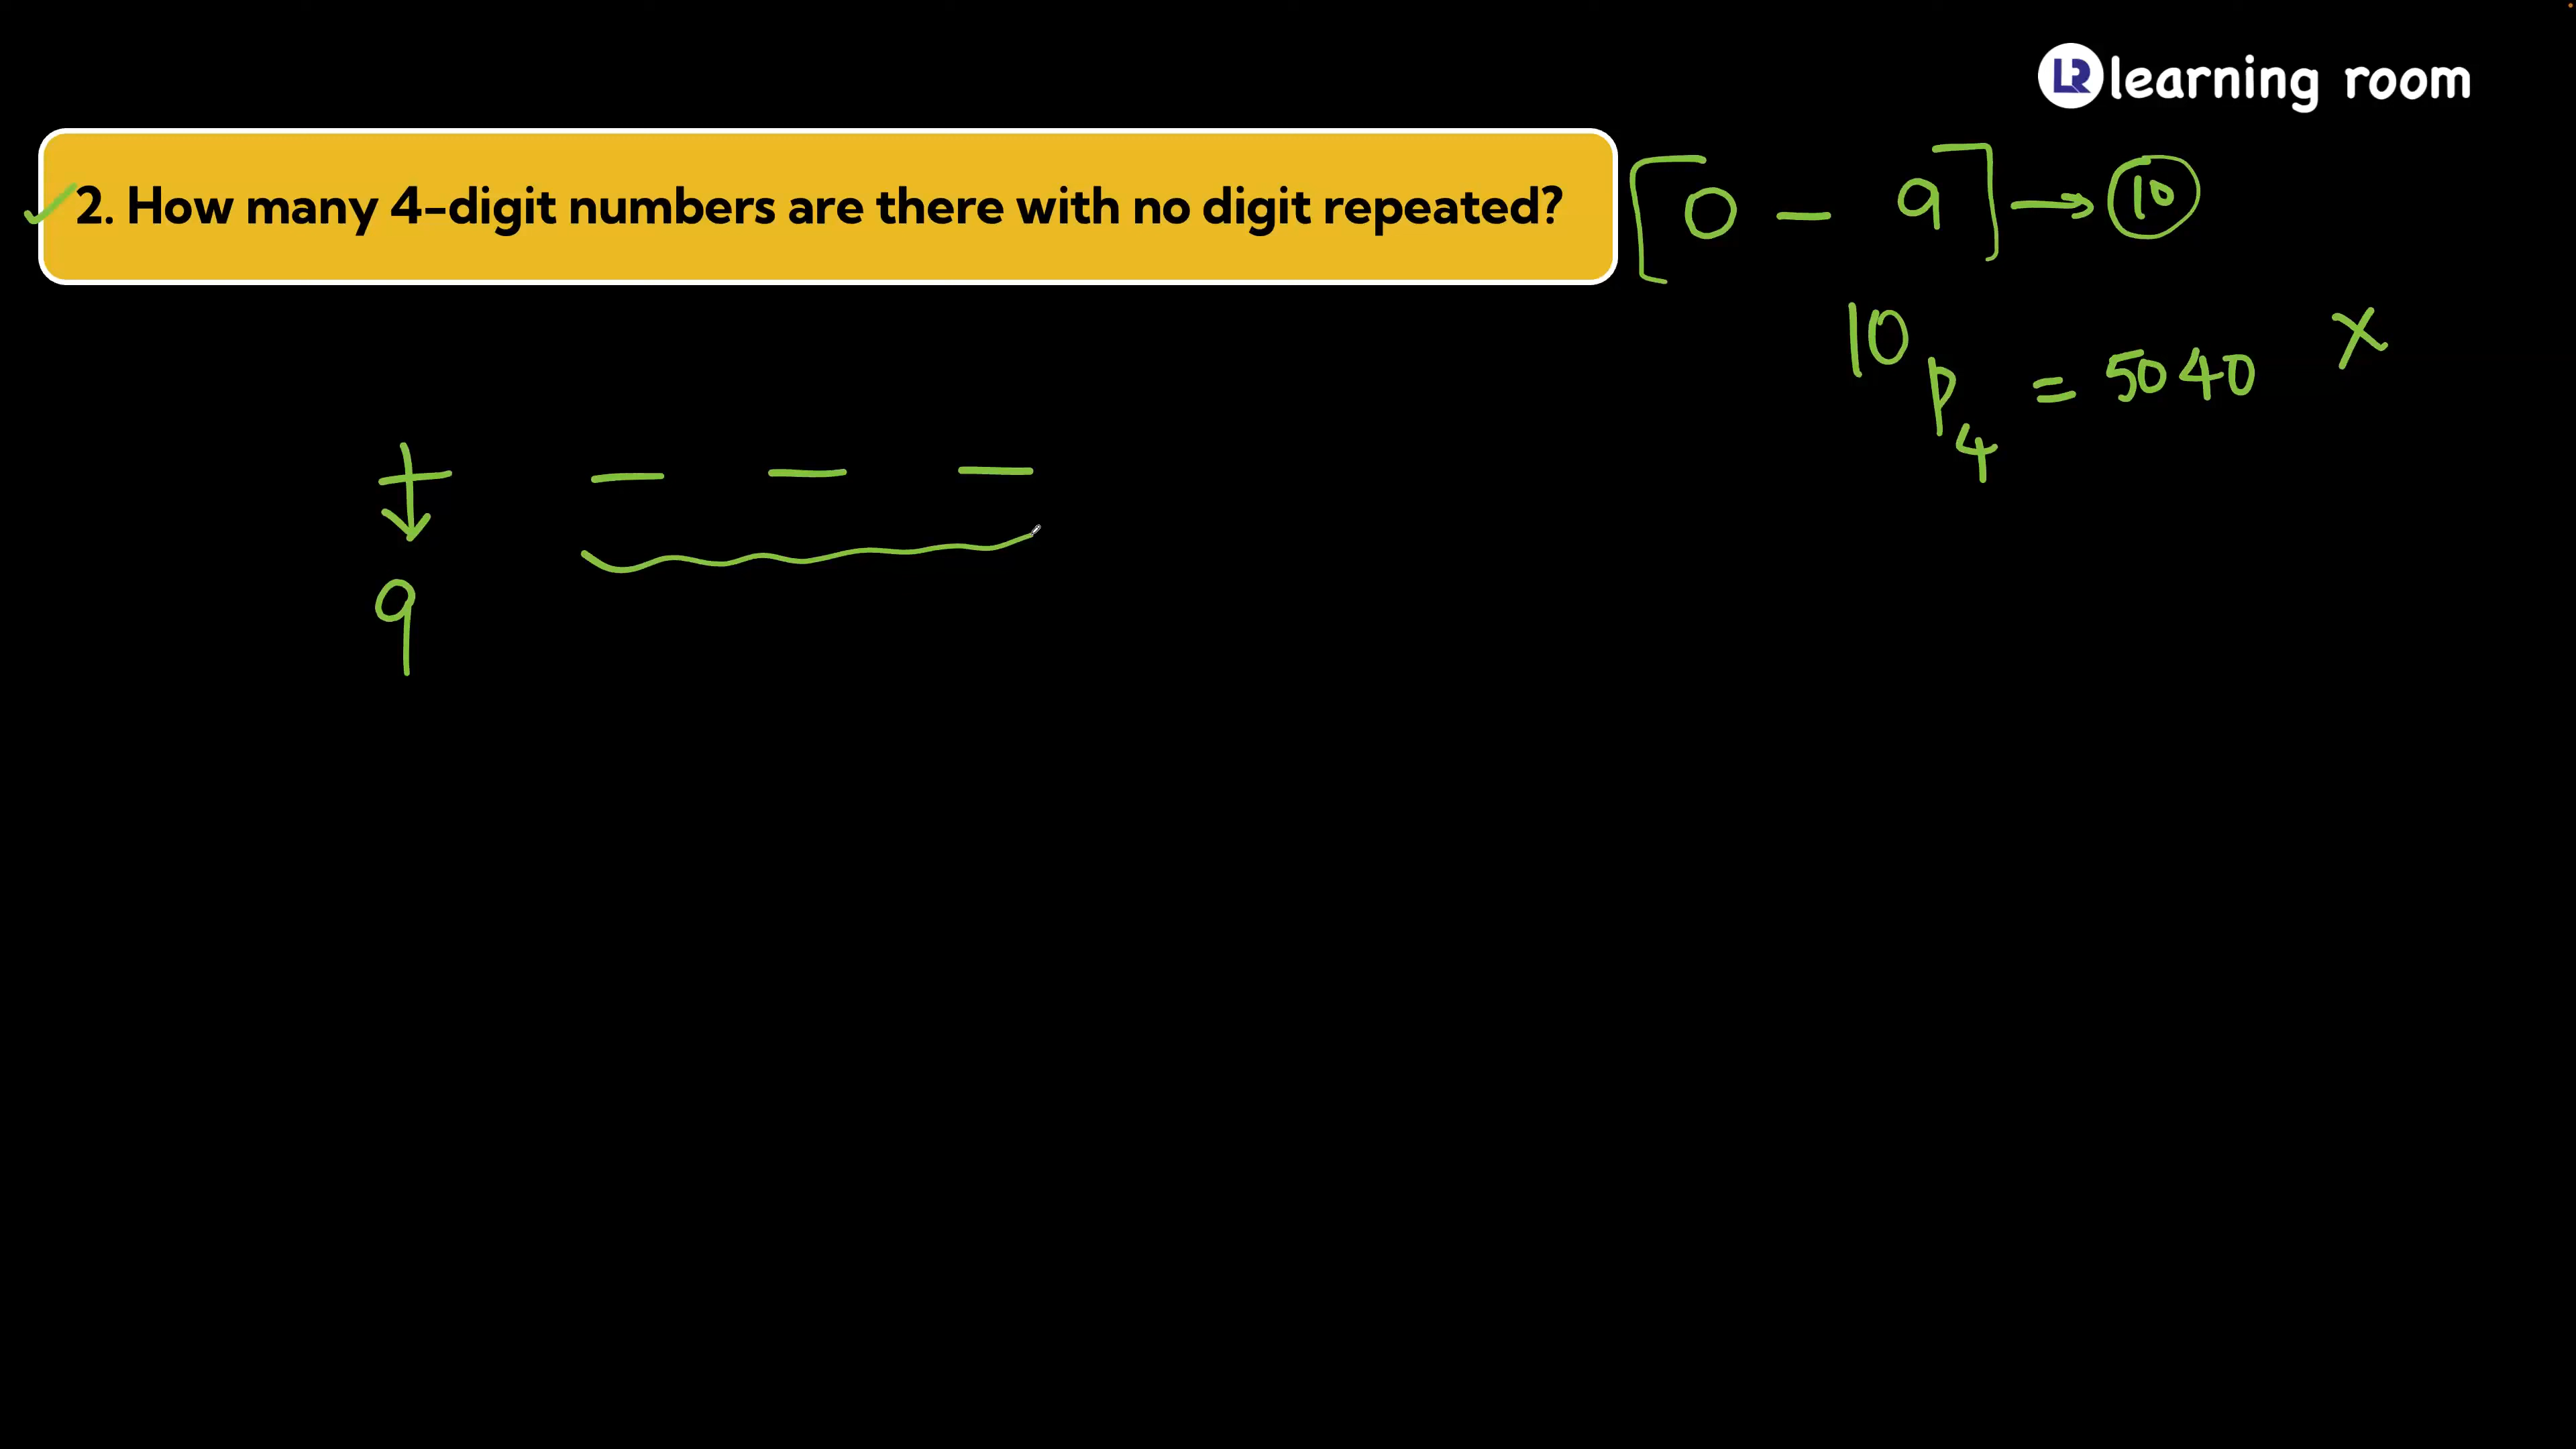 LR learning room
2. How many 4-digit numbers are there with no digit repeated?
[0 - 9] → 10
10P4 = 5040 X
9